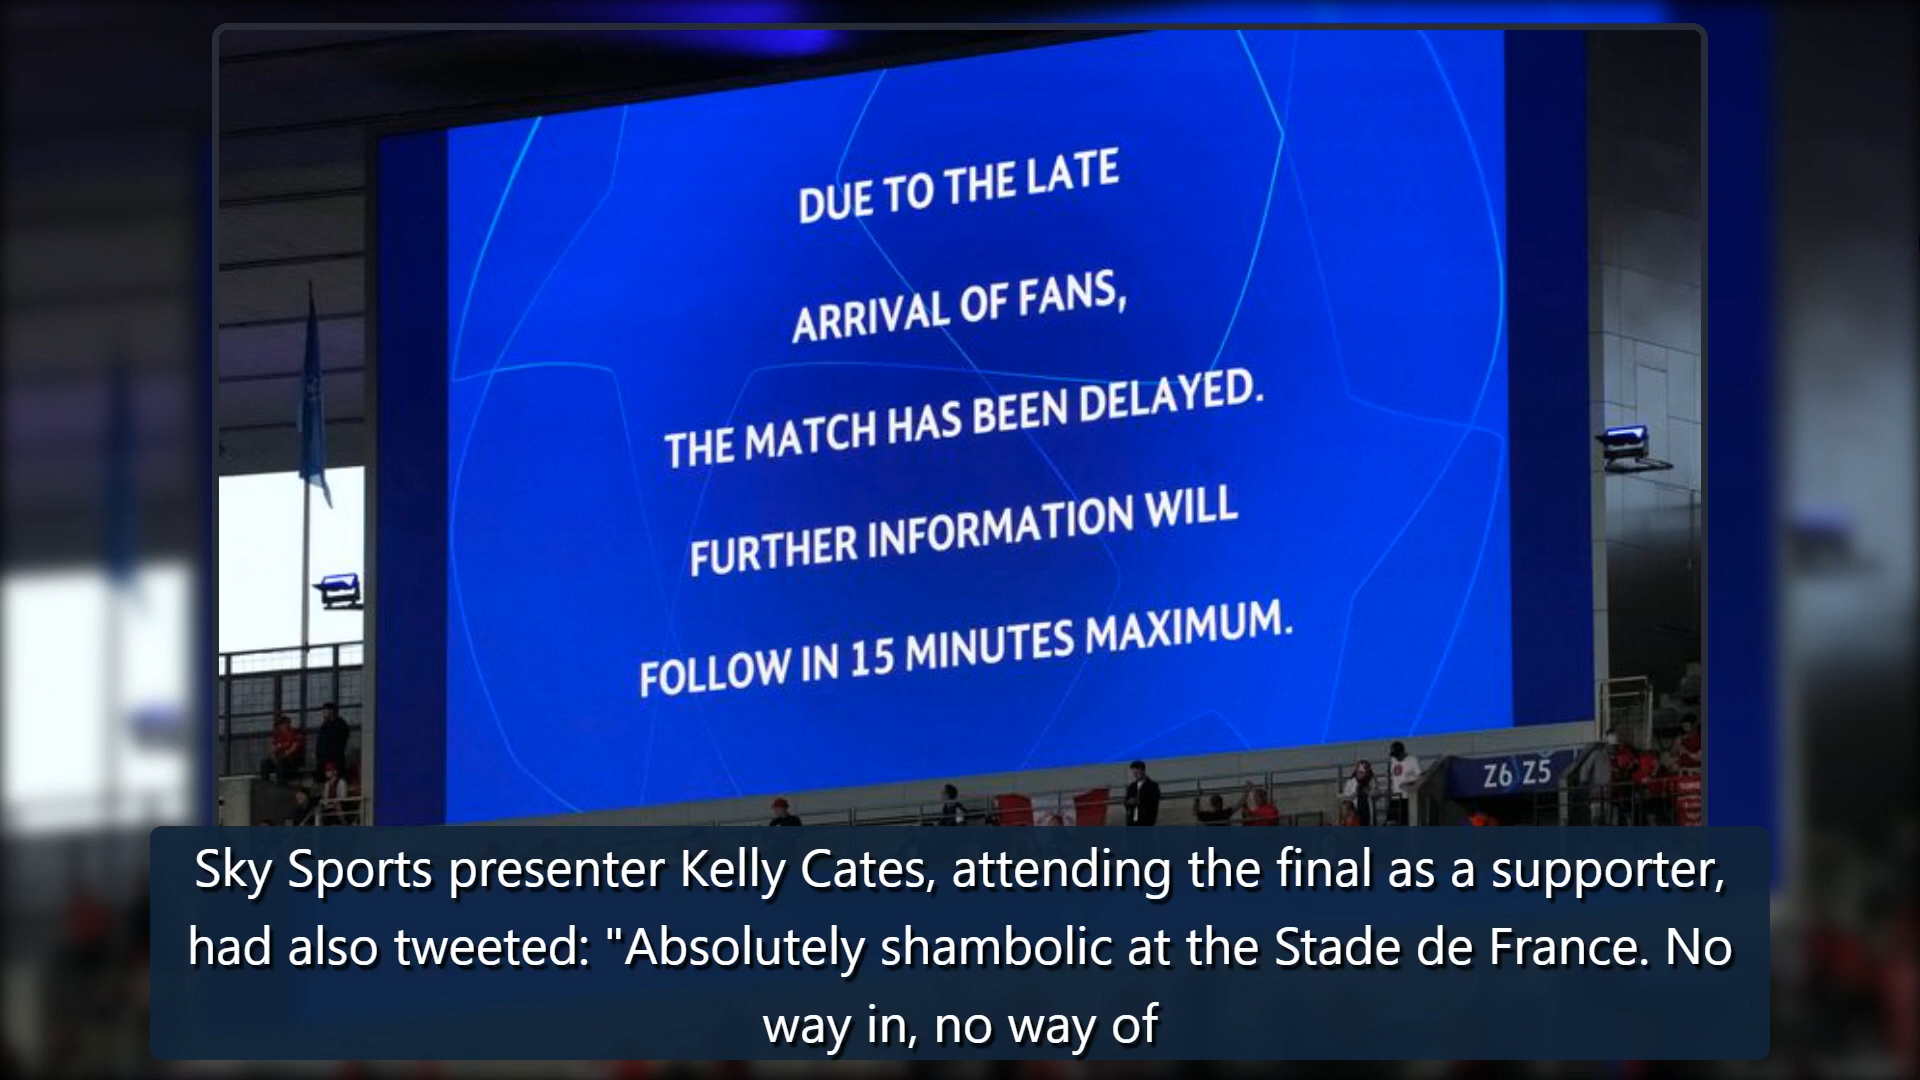 DUE TO THE LATE
ARRIVAL OF FANS,
THE MATCH HAS BEEN DELAYED.
FURTHER INFORMATION WILL
FOLLOW IN 15 MINUTES MAXIMUM.
Z6 Z5
Sky Sports presenter Kelly Cates, attending the final as a supporter,
had also tweeted: "Absolutely shambolic at the Stade de France. No
way in, no way of